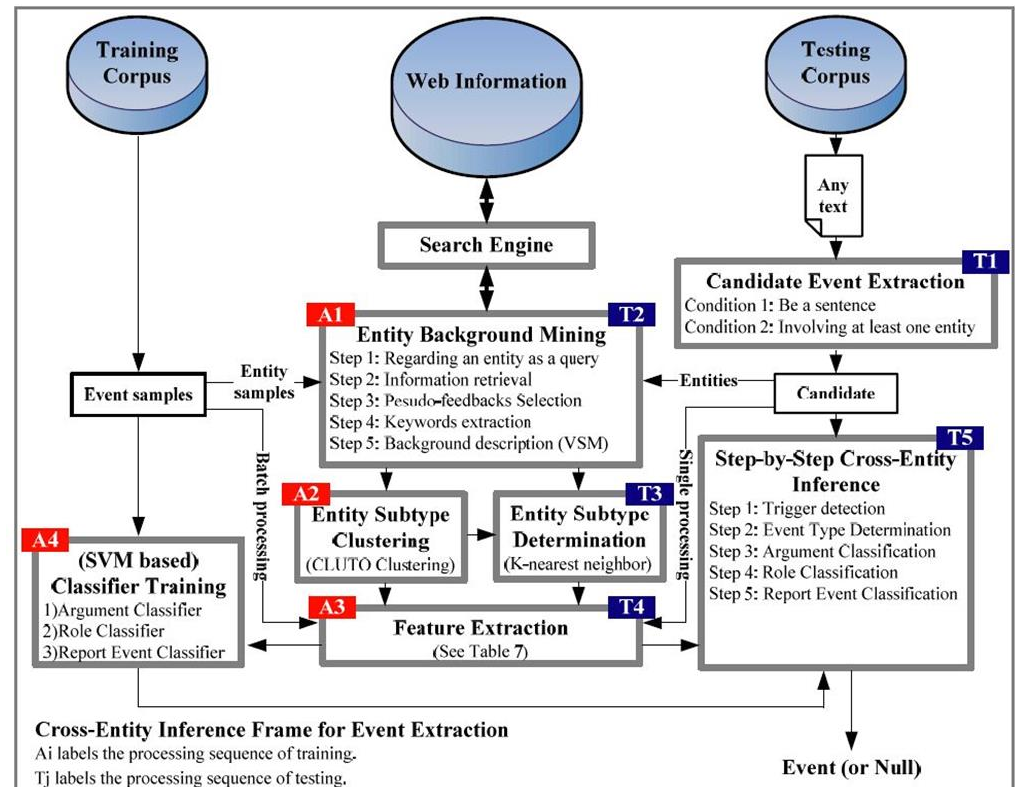 Training
Corpus
Web Information
Testing
Corpus
Any
text
Search Engine
T1
Candidate Event Extraction
Condition 1: Be a sentence
Condition 2: Involving at least one entity
A1
T2
Entity Background Mining
Step 1: Regarding an entity as a query
Step 2: Information retrieval
Step 3: Pesudo-feedbacks Selection
Step 4: Keywords extraction
Step 5: Background description (VSM)
Event samples
Entity
samples
Entities
Candidate
Batch processing
Single processing
A2
Entity Subtype
Clustering
(CLUTO Clustering)
T3
Entity Subtype
Determination
(K-nearest neighbor)
T5
Step-by-Step Cross-Entity
Inference
Step 1: Trigger detection
Step 2: Event Type Determination
Step 3: Argument Classification
Step 4: Role Classification
Step 5: Report Event Classification
A4
(SVM based)
Classifier Training
1)Argument Classifier
2)Role Classifier
3)Report Event Classifier
A3
T4
Feature Extraction
(See Table 7)
Cross-Entity Inference Frame for Event Extraction
Ai labels the processing sequence of training.
Tj labels the processing sequence of testing.
Event (or Null)